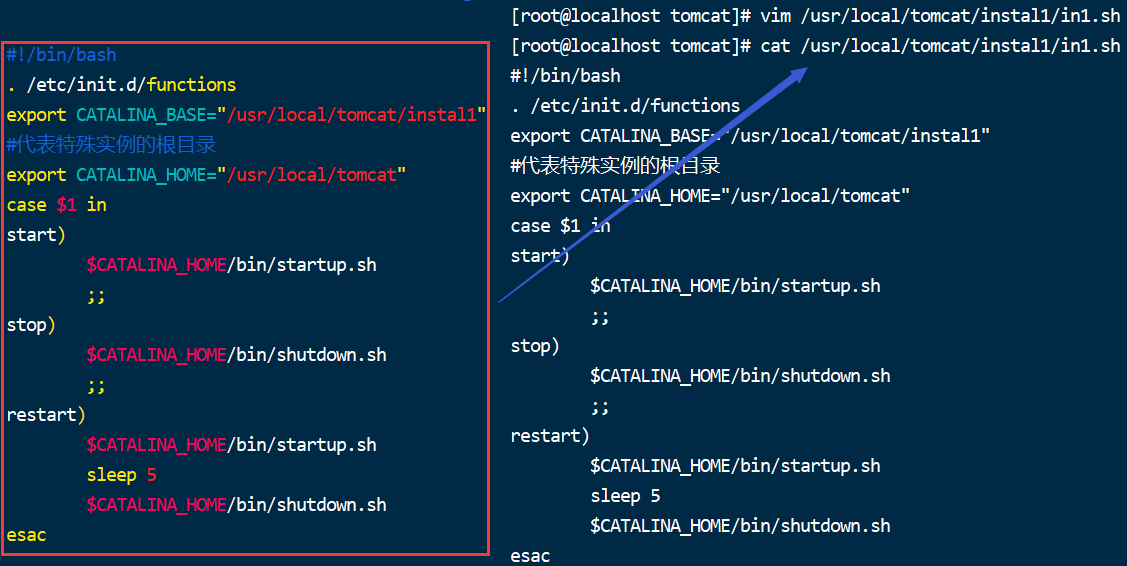 #!/bin/bash
. /etc/init.d/functions
export CATALINA_BASE="/usr/local/tomcat/instal1"
#代表特殊实例的根目录
export CATALINA_HOME="/usr/local/tomcat"
case $1 in
start)
        $CATALINA_HOME/bin/startup.sh
        ;;
stop)
        $CATALINA_HOME/bin/shutdown.sh
        ;;
restart)
        $CATALINA_HOME/bin/startup.sh
        sleep 5
        $CATALINA_HOME/bin/shutdown.sh
esac
[root@localhost tomcat]# vim /usr/local/tomcat/instal1/in1.sh
[root@localhost tomcat]# cat /usr/local/tomcat/instal1/in1.sh
#!/bin/bash
. /etc/init.d/functions
export CATALINA_BASE="/usr/local/tomcat/instal1"
#代表特殊实例的根目录
export CATALINA_HOME="/usr/local/tomcat"
case $1 in
start)
        $CATALINA_HOME/bin/startup.sh
        ;;
stop)
        $CATALINA_HOME/bin/shutdown.sh
        ;;
restart)
        $CATALINA_HOME/bin/startup.sh
        sleep 5
        $CATALINA_HOME/bin/shutdown.sh
esac